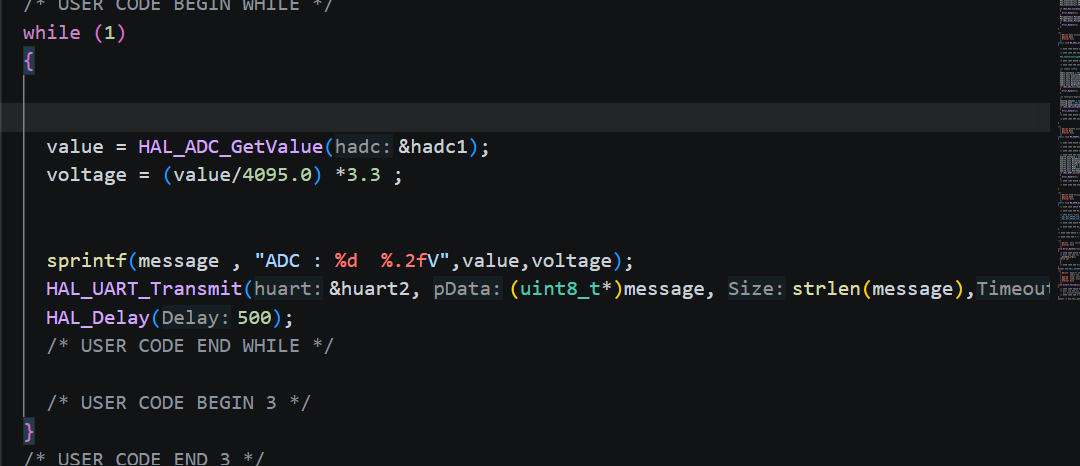 /* USER CODE BEGIN WHILE */
while (1)
{
value = HAL_ADC_GetValue(hadc: &hadc1);
voltage = (value/4095.0) *3.3 ;
sprintf(message , "ADC : %d  %.2fV",value,voltage);
HAL_UART_Transmit(huart: &huart2, pData: (uint8_t*)message, Size: strlen(message),Timeout
HAL_Delay(Delay: 500);
/* USER CODE END WHILE */
/* USER CODE BEGIN 3 */
}
/* USER CODE END 3 */